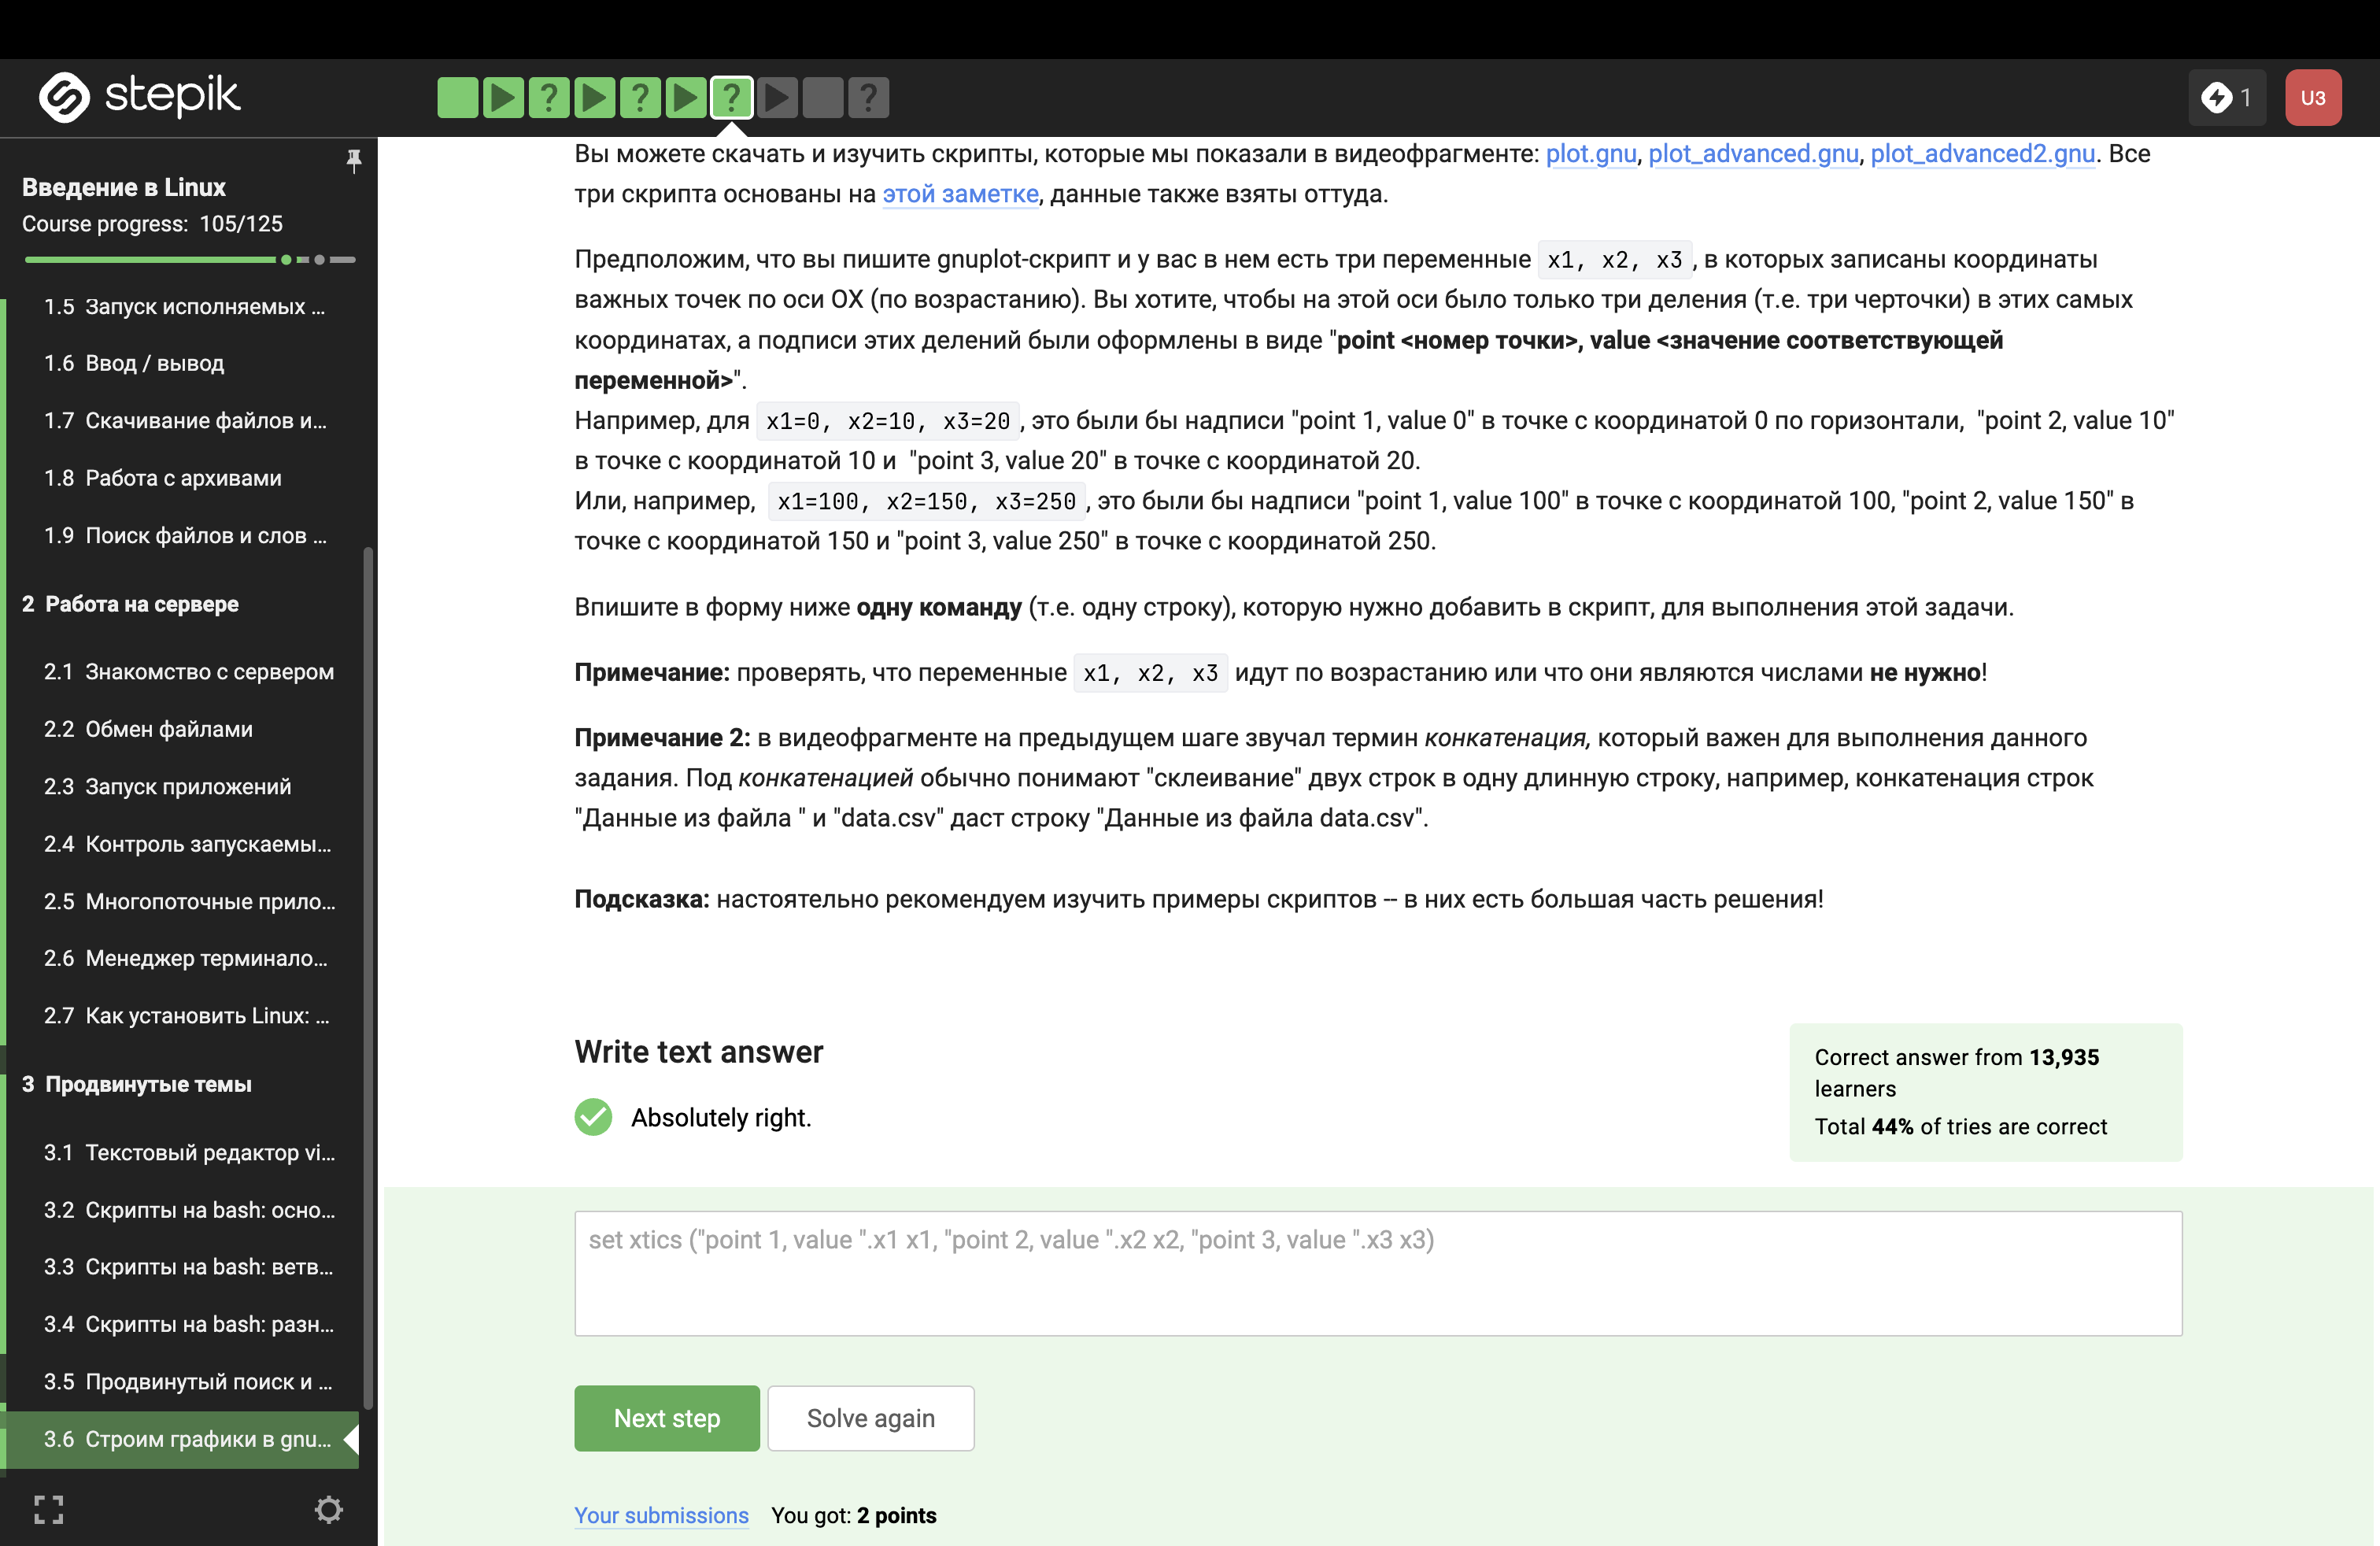 stepik
? ? ? ?
1
U3
Введение в Linux
Course progress: 105/125
1.5 Запуск исполняемых ...
1.6 Ввод / вывод
1.7 Скачивание файлов и...
1.8 Работа с архивами
1.9 Поиск файлов и слов ...
2 Работа на сервере
2.1 Знакомство с сервером
2.2 Обмен файлами
2.3 Запуск приложений
2.4 Контроль запускаемы...
2.5 Многопоточные прило...
2.6 Менеджер терминало...
2.7 Как установить Linux: ...
3 Продвинутые темы
3.1 Текстовый редактор vi...
3.2 Скрипты на bash: осно...
3.3 Скрипты на bash: ветв...
3.4 Скрипты на bash: разн...
3.5 Продвинутый поиск и ...
3.6 Строим графики в gnu...
Вы можете скачать и изучить скрипты, которые мы показали в видеофрагменте: plot.gnu, plot_advanced.gnu, plot_advanced2.gnu. Все
три скрипта основаны на этой заметке, данные также взяты оттуда.
Предположим, что вы пишите gnuplot-скрипт и у вас в нем есть три переменные x1, x2, x3, в которых записаны координаты
важных точек по оси OX (по возрастанию). Вы хотите, чтобы на этой оси было только три деления (т.е. три черточки) в этих самых
координатах, а подписи этих делений были оформлены в виде "point <номер точки>, value <значение соответствующей
переменной>".
Например, для x1=0, x2=10, x3=20, это были бы надписи "point 1, value 0" в точке с координатой 0 по горизонтали, "point 2, value 10"
в точке с координатой 10 и "point 3, value 20" в точке с координатой 20.
Или, например, x1=100, x2=150, x3=250, это были бы надписи "point 1, value 100" в точке с координатой 100, "point 2, value 150" в
точке с координатой 150 и "point 3, value 250" в точке с координатой 250.
Впишите в форму ниже одну команду (т.е. одну строку), которую нужно добавить в скрипт, для выполнения этой задачи.
Примечание: проверять, что переменные x1, x2, x3 идут по возрастанию или что они являются числами не нужно!
Примечание 2: в видеофрагменте на предыдущем шаге звучал термин конкатенация, который важен для выполнения данного
задания. Под конкатенацией обычно понимают "склеивание" двух строк в одну длинную строку, например, конкатенация строк
"Данные из файла " и "data.csv" даст строку "Данные из файла data.csv".
Подсказка: настоятельно рекомендуем изучить примеры скриптов -- в них есть большая часть решения!
Write text answer
Absolutely right.
Correct answer from 13,935
learners
Total 44% of tries are correct
set xtics ("point 1, value ".x1 x1, "point 2, value ".x2 x2, "point 3, value ".x3 x3)
Next step
Solve again
Your submissions You got: 2 points